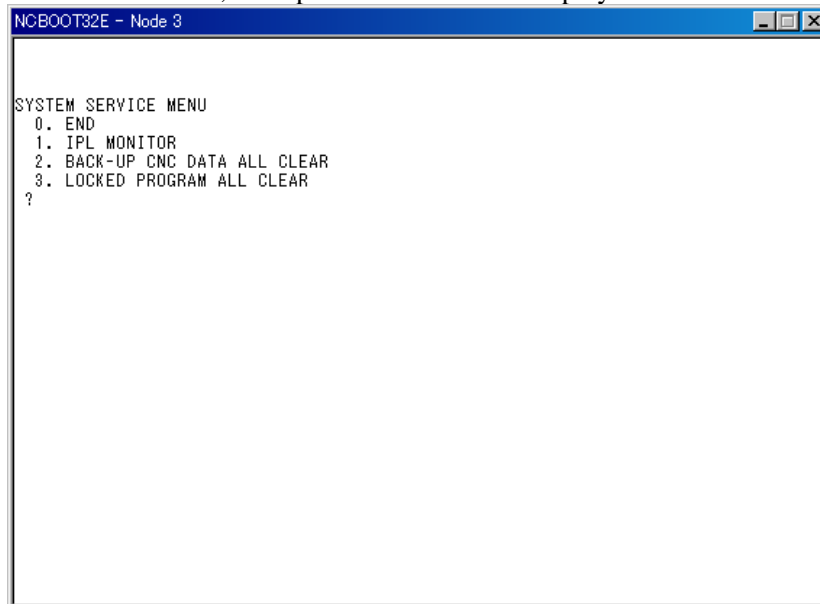 NCBOOT32E - Node 3
SYSTEM SERVICE MENU
0. END
1. IPL MONITOR
2. BACK-UP CNC DATA ALL CLEAR
3. LOCKED PROGRAM ALL CLEAR
?